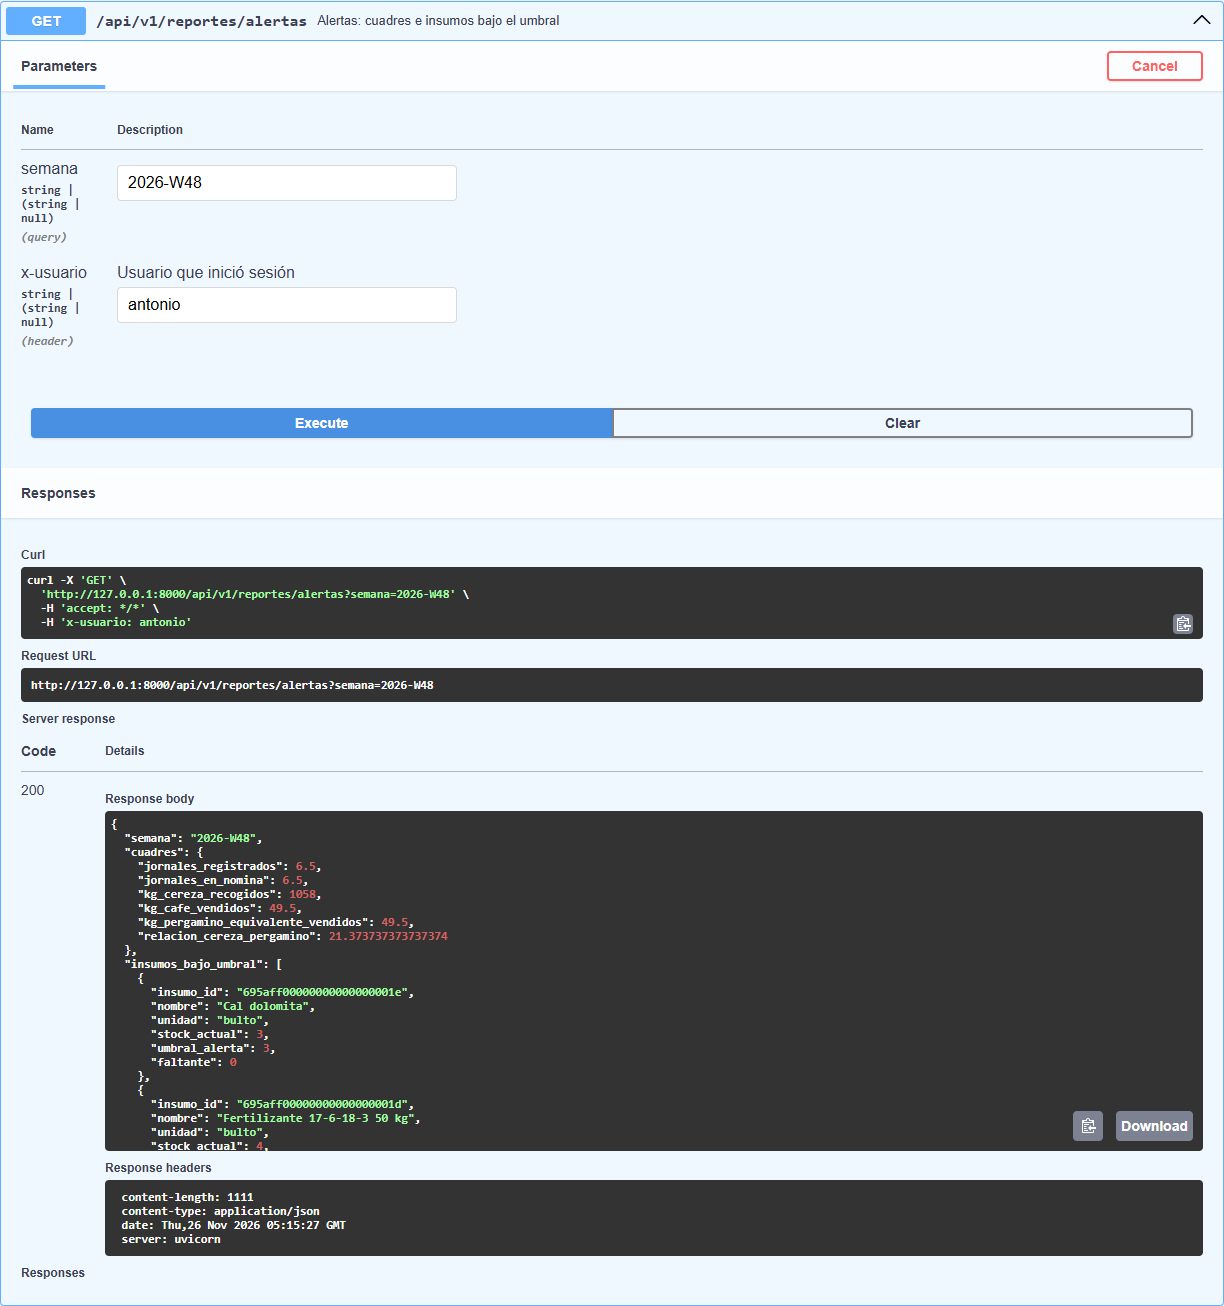 GET /api/v1/reportes/alertas Alertas: cuadres e insumos bajo el umbral
Parameters
Cancel
Name Description
semana
string |
(string |
null)
(query)
2026-W48
x-usuario
string |
(string |
null)
(header)
Usuario que inició sesión
antonio
Execute
Clear
Responses
Curl
curl -X 'GET' \
'http://127.0.0.1:8000/api/v1/reportes/alertas?semana=2026-W48' \
-H 'accept: */*' \
-H 'x-usuario: antonio'
Request URL
http://127.0.0.1:8000/api/v1/reportes/alertas?semana=2026-W48
Server response
Code Details
200
Response body
{
"semana": "2026-W48",
"cuadres": {
"jornales_registrados": 6.5,
"jornales_en_nomina": 6.5,
"kg_cereza_recogidos": 1058,
"kg_cafe_vendidos": 49.5,
"kg_pergamino_equivalente_vendidos": 49.5,
"relacion_cereza_pergamino": 21.373737373737374
},
"insumos_bajo_umbral": [
{
"insumo_id": "695aff00000000000000001e",
"nombre": "Cal dolomita",
"unidad": "bulto",
"stock_actual": 3,
"umbral_alerta": 3,
"faltante": 0
},
{
"insumo_id": "695aff00000000000000001d",
"nombre": "Fertilizante 17-6-18-3 50 kg",
"unidad": "bulto",
"stock_actual": 4,
Download
Response headers
content-length: 1111
content-type: application/json
date: Thu,26 Nov 2026 05:15:27 GMT
server: uvicorn
Responses